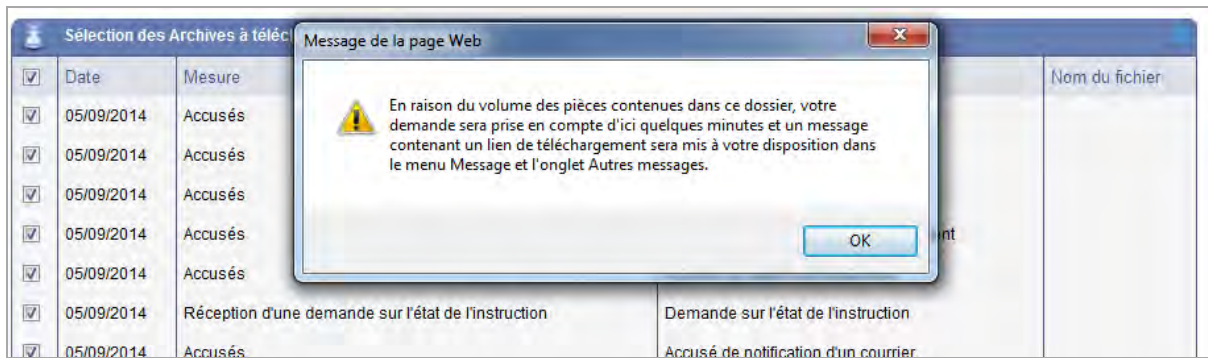 Sélection des Archives à téléc
Message de la page Web
Date Mesure Nom du fichier
En raison du volume des pièces contenues dans ce dossier, votre
demande sera prise en compte d'ici quelques minutes et un message
contenant un lien de téléchargement sera mis à votre disposition dans
le menu Message et l'onglet Autres messages.
OK
05/09/2014 Accusés
05/09/2014 Accusés
05/09/2014 Accusés
05/09/2014 Accusés nt
05/09/2014 Accusés
05/09/2014 Réception d'une demande sur l'état de l'instruction Demande sur l'état de l'instruction
05/09/2014 Accusés Accusé de notification d'un courrier